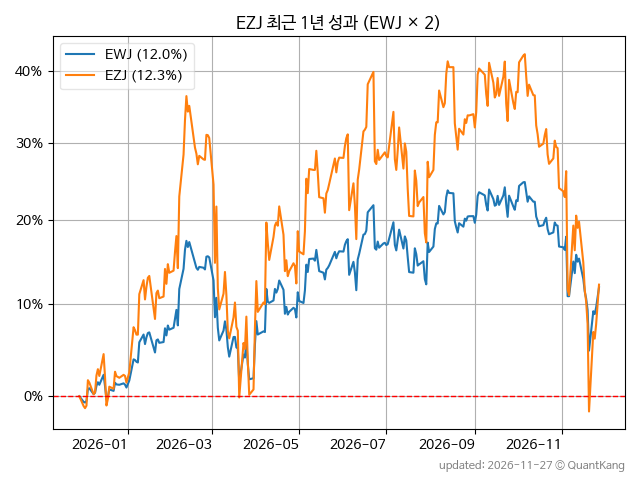 EZJ 최근 1년 성과 (EWJ × 2)
EWJ (12.0%)
EZJ (12.3%)
40%
30%
20%
10%
0%
2026-01 2026-03 2026-05 2026-07 2026-09 2026-11
updated: 2026-11-27 © QuantKang